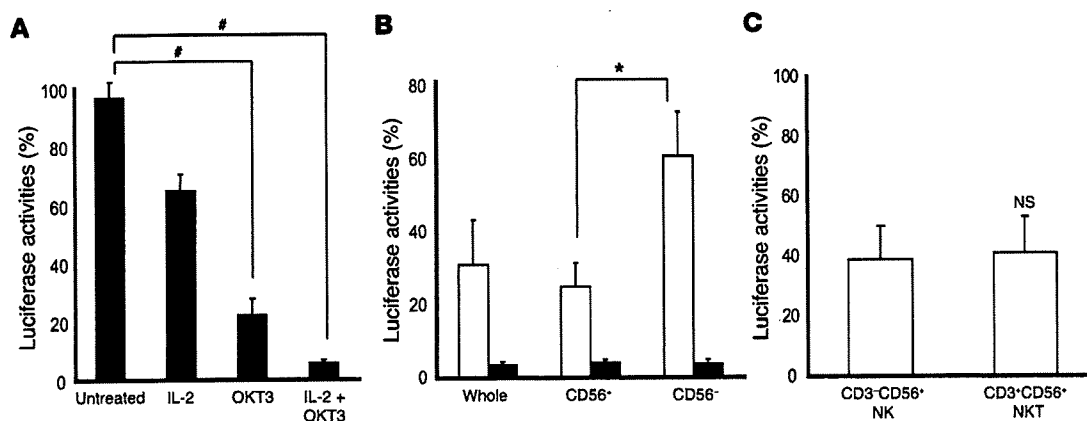 A
#
#
Luciferase activities (%)
100
80
60
40
20
0
Untreated
IL-2
OKT3
IL-2 +
OKT3
B
*
Luciferase activities (%)
80
60
40
20
0
Whole
CD56⁺
CD56⁻
C
Luciferase activities (%)
100
80
60
40
20
0
NS
CD3⁻CD56⁺
NK
CD3⁺CD56⁺
NKT